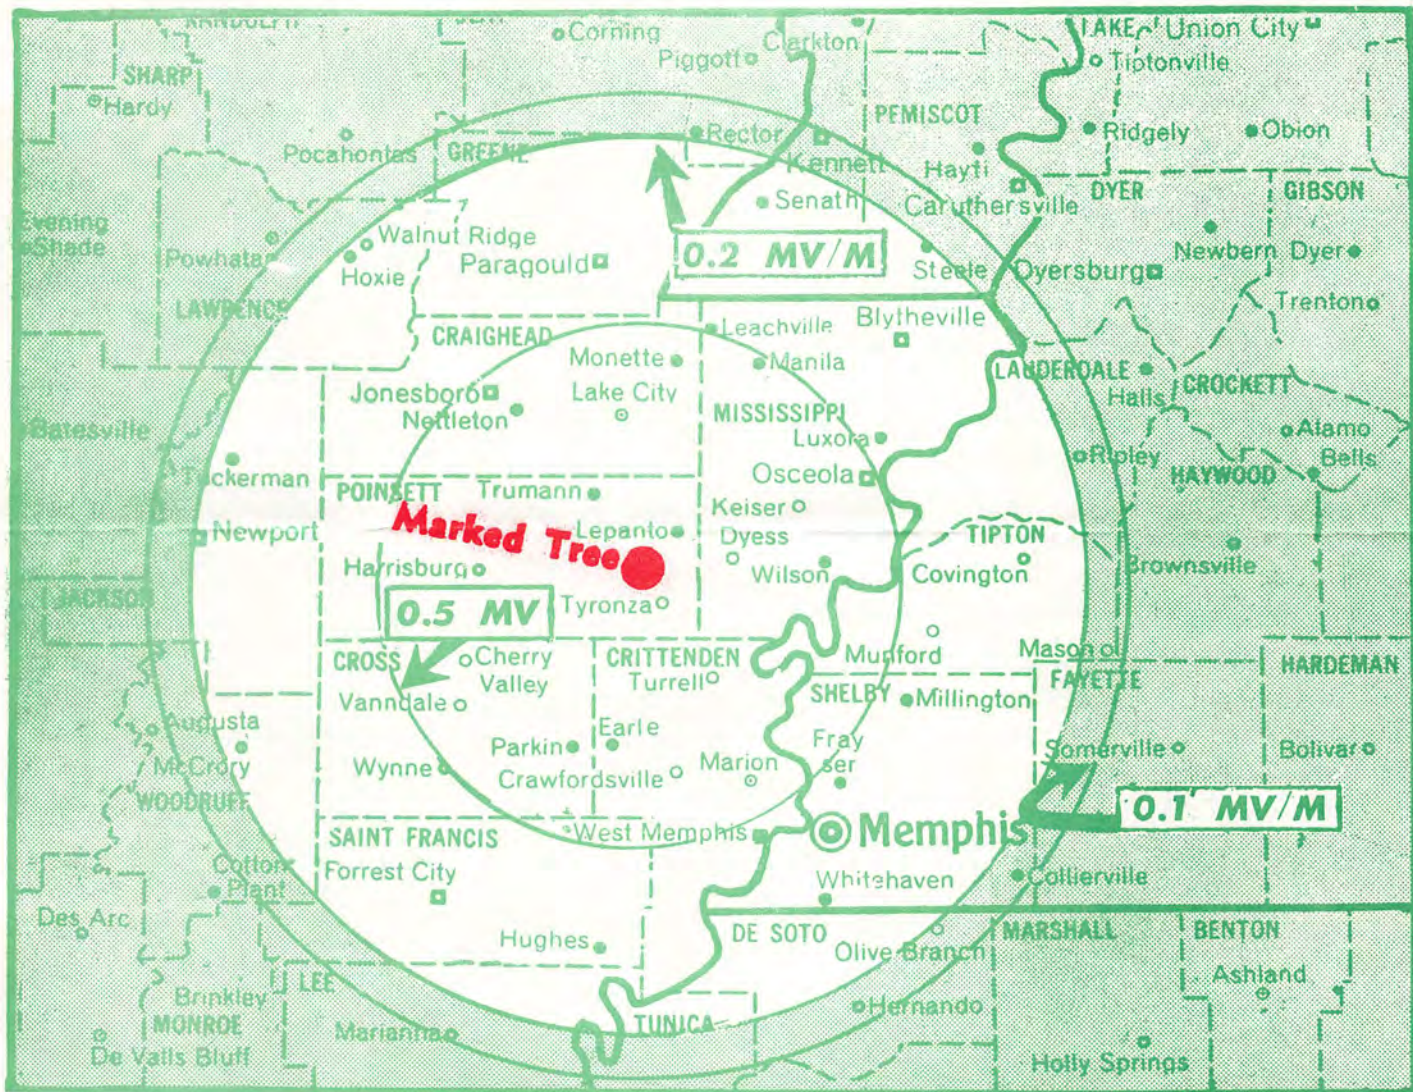 LAKE
Union City
Corning
Clarkton
Piggott
Tiptonville
SHARP
Hardy
PEMISCOT
Ridgely
Obion
Pocahontas
GREENE
Rector
Kennett
Hayti
Caruthersville
DYER
GIBSON
Senath
Evening
Shade
Powhatan
Walnut Ridge
Hoxie
Paragould
0.2 MV/M
Steele
Dyersburg
Newbern
Dyer
Trenton
LAWRENCE
CRAIGHEAD
Leachville
Blytheville
Monette
Manila
LAUDERDALE
Halls
CROCKETT
Jonesboro
Nettleton
Lake City
MISSISSIPPI
Luxora
Alamo
Bells
Batesville
Tuckerman
Osceola
Ripley
HAYWOOD
POINSETT
Trumann
Keiser
Dyess
Newport
Marked Tree
Lepanto
TIPTON
Harrisburg
Wilson
Covington
Brownsville
JACKSON
0.5 MV
Tyronza
CROSS
Cherry
Valley
CRITTENDEN
Turrell
Munford
Mason
HARDEMAN
FAYETTE
SHELBY
Millington
Vanndale
Augusta
McCrory
Earle
Parkin
Fray
ser
Somerville
Bolivar
Wynne
Crawfordsville
Marion
WOODRUFF
0.1 MV/M
SAINT FRANCIS
West Memphis
Memphis
Forrest City
Cotton
Plant
Whitehaven
Collierville
Des Arc
Hughes
DE SOTO
Olive Branch
MARSHALL
BENTON
Ashland
LEE
Brinkley
MONROE
Marianna
TUNICA
Hernando
De Valls Bluff
Holly Springs